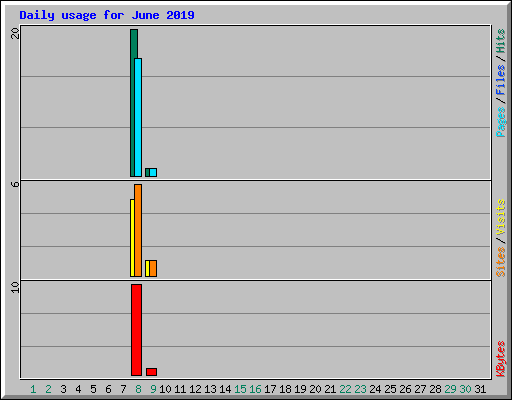 Daily usage for June 2019
20
6
10
Pages / Files / Hits
Sites / Visits
KBytes
1 2 3 4 5 6 7 8 9 10 11 12 13 14 15 16 17 18 19 20 21 22 23 24 25 26 27 28 29 30 31